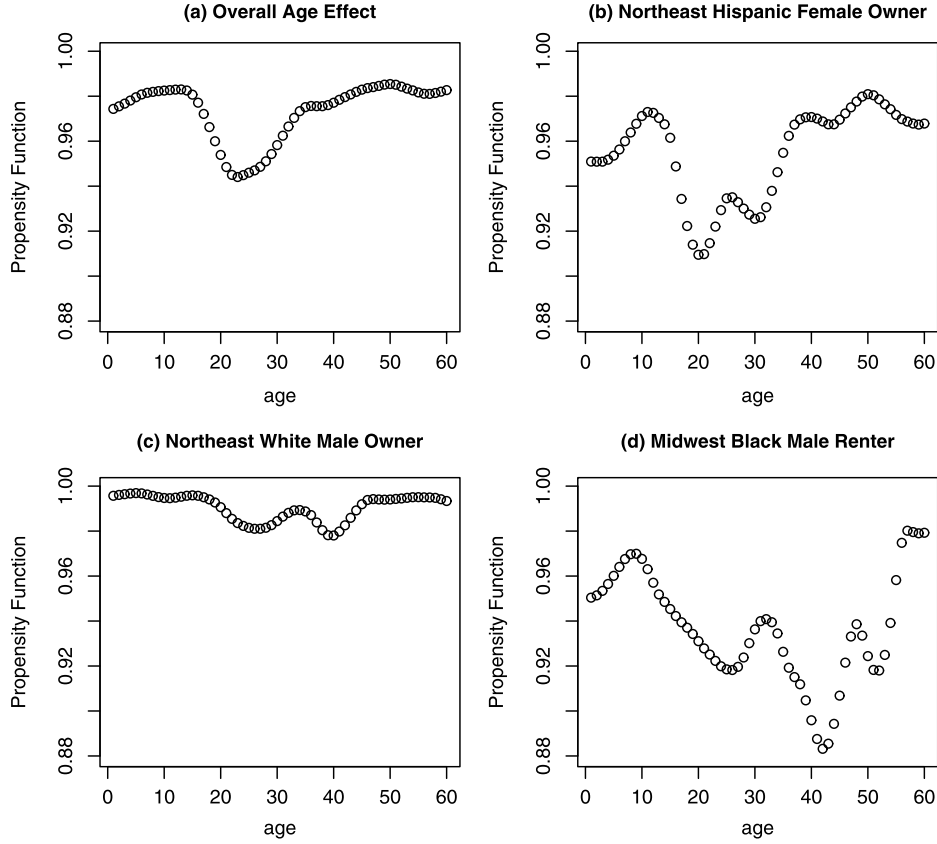 (a) Overall Age Effect
Propensity Function
1.00
0.96
0.92
0.88
0 10 20 30 40 50 60
age
(b) Northeast Hispanic Female Owner
Propensity Function
1.00
0.96
0.92
0.88
0 10 20 30 40 50 60
age
(c) Northeast White Male Owner
Propensity Function
1.00
0.96
0.92
0.88
0 10 20 30 40 50 60
age
(d) Midwest Black Male Renter
Propensity Function
1.00
0.96
0.92
0.88
0 10 20 30 40 50 60
age